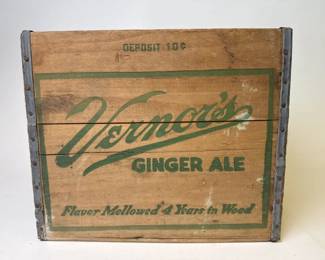 DEPOSIT 10¢
Vernor's
GINGER ALE
Flavor Mellowed 4 Years in Wood